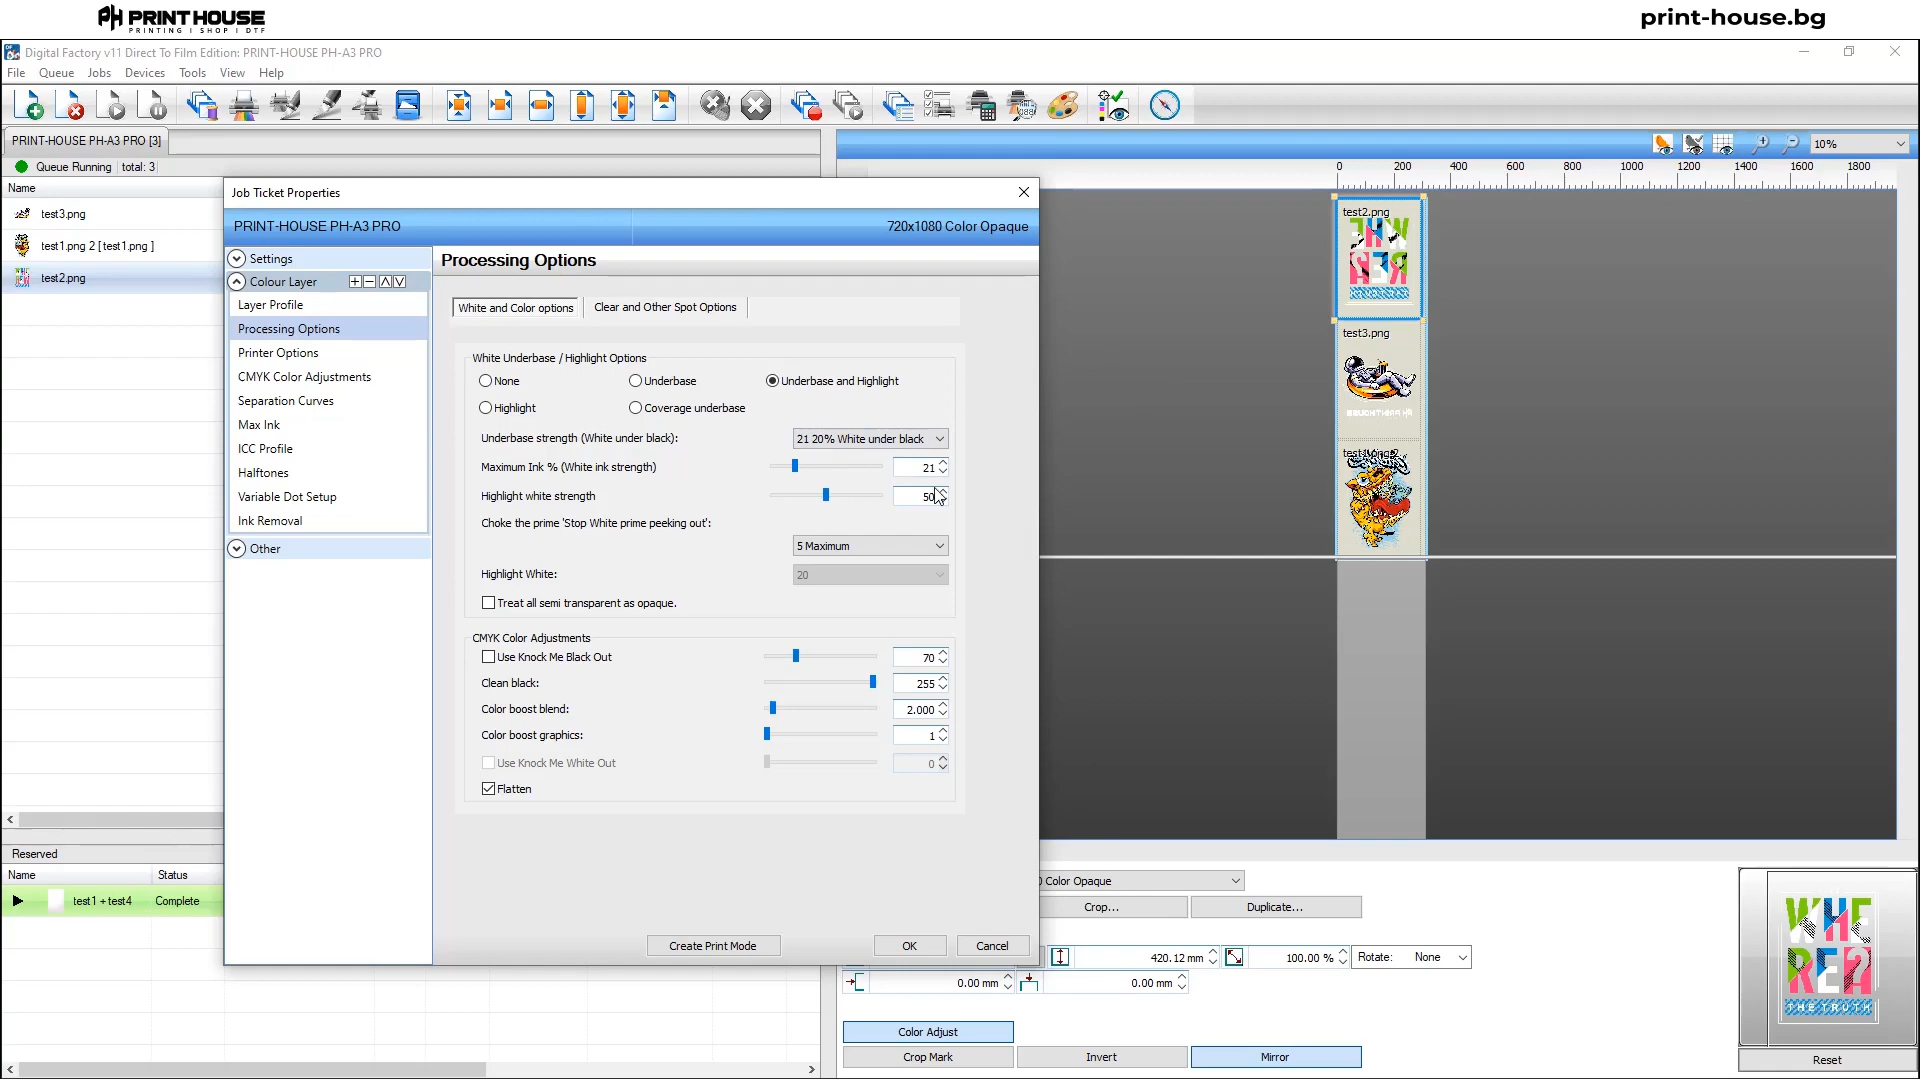 PRINT HOUSE
PRINTING | SHOP | DTF
print-house.bg
Digital Factory v11 Direct To Film Edition: PRINT-HOUSE PH-A3 PRO
File Queue Jobs Devices Tools View Help
PRINT-HOUSE PH-A3 PRO [3]
Queue Running total: 3
Name
test3.png
test1.png 2 [ test1.png ]
test2.png
Job Ticket Properties
PRINT-HOUSE PH-A3 PRO
720x1080 Color Opaque
Settings
Colour Layer
Layer Profile
Processing Options
Printer Options
CMYK Color Adjustments
Separation Curves
Max Ink
ICC Profile
Halftones
Variable Dot Setup
Ink Removal
Other
Processing Options
White and Color options
Clear and Other Spot Options
White Underbase / Highlight Options
None
Underbase
Underbase and Highlight
Highlight
Coverage underbase
Underbase strength (White under black):
21 20% White under black
Maximum Ink % (White ink strength)
21
Highlight white strength
50
Choke the prime 'Stop White prime peeking out':
5 Maximum
Highlight White:
20
Treat all semi transparent as opaque.
CMYK Color Adjustments
Use Knock Me Black Out
70
Clean black:
255
Color boost blend:
2.000
Color boost graphics:
1
Use Knock Me White Out
0
Flatten
Create Print Mode
OK
Cancel
10%
0 200 400 600 800 1000 1200 1400 1600 1800
test2.png
WHE
RE?
test3.png
Reserved
Name Status
test1 + test4 Complete
Color Opaque
Crop...
Duplicate...
420.12 mm
100.00 %
Rotate: None
0.00 mm
0.00 mm
Color Adjust
Crop Mark
Invert
Mirror
WHE
RE?
THE TRUTH
Reset